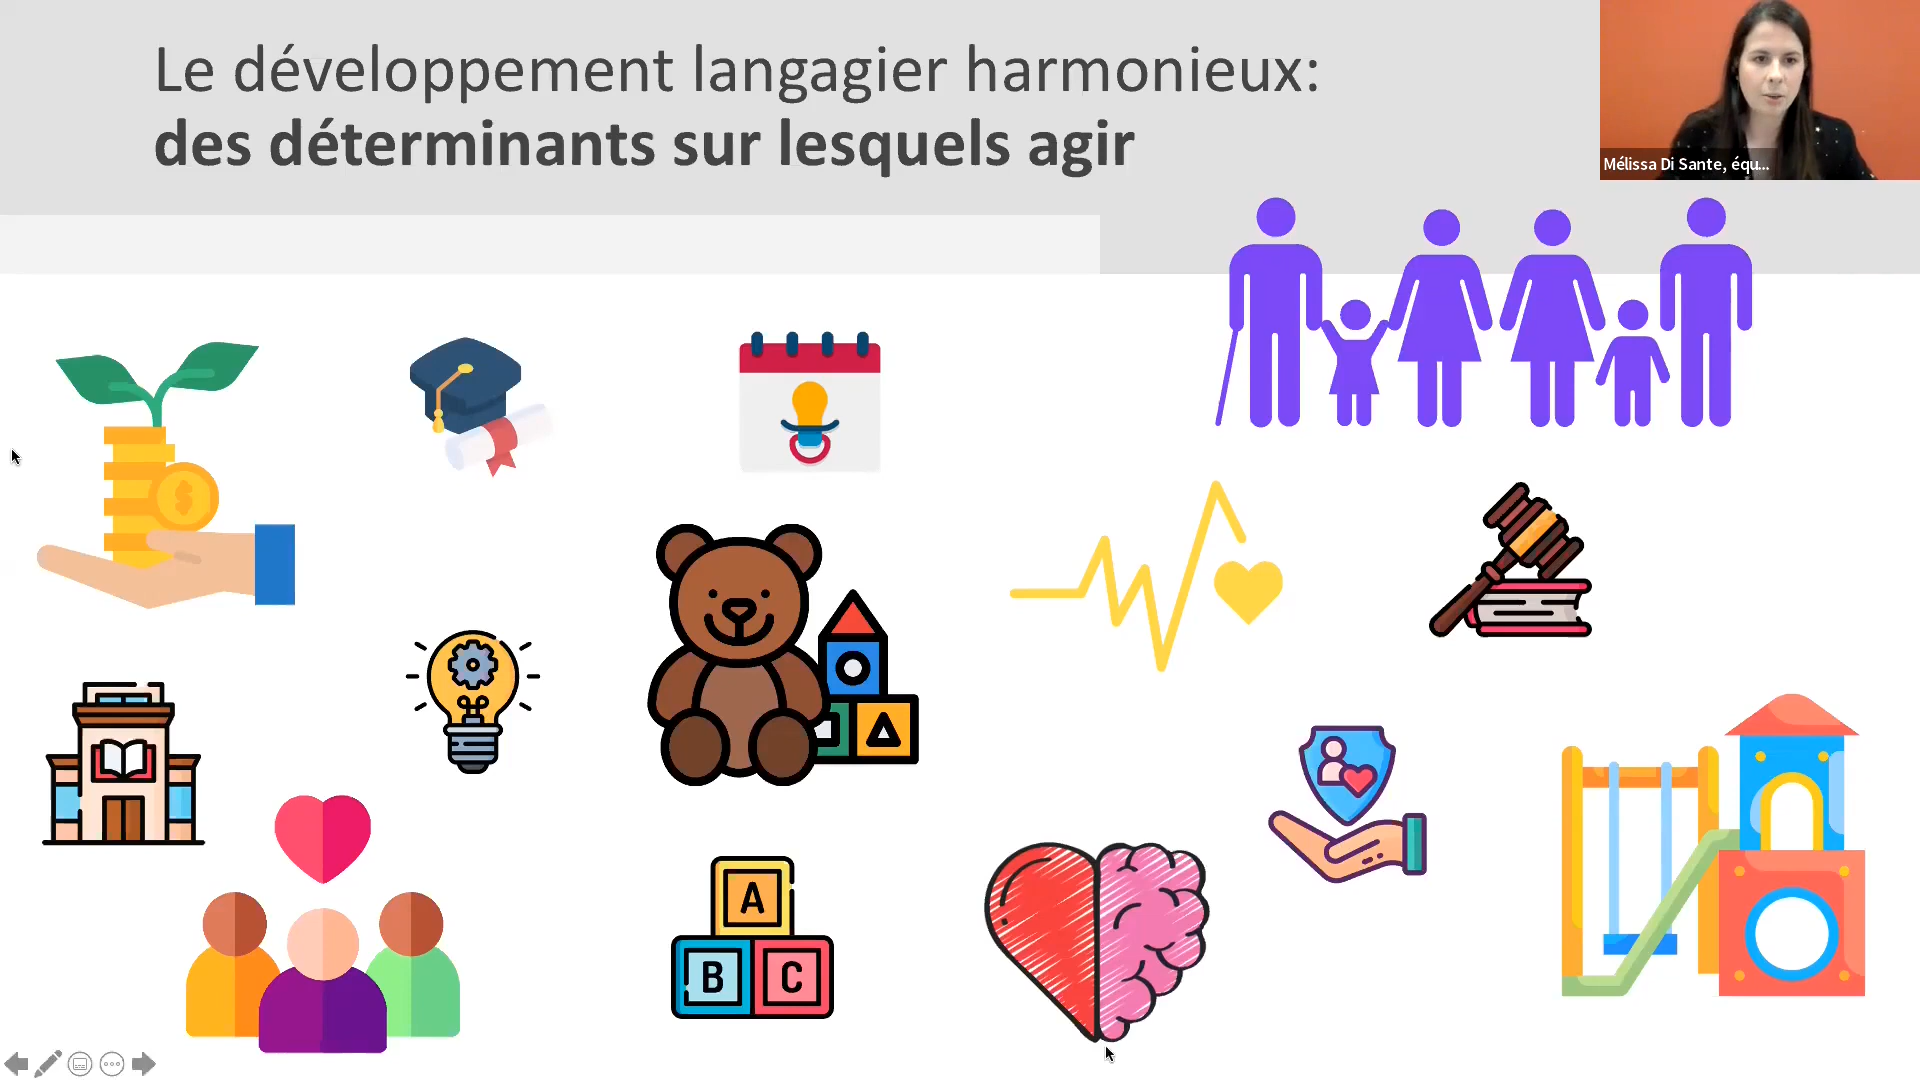 Le développement langagier harmonieux:
des déterminants sur lesquels agir
Mélissa Di Sante, équ...
$
A
B C